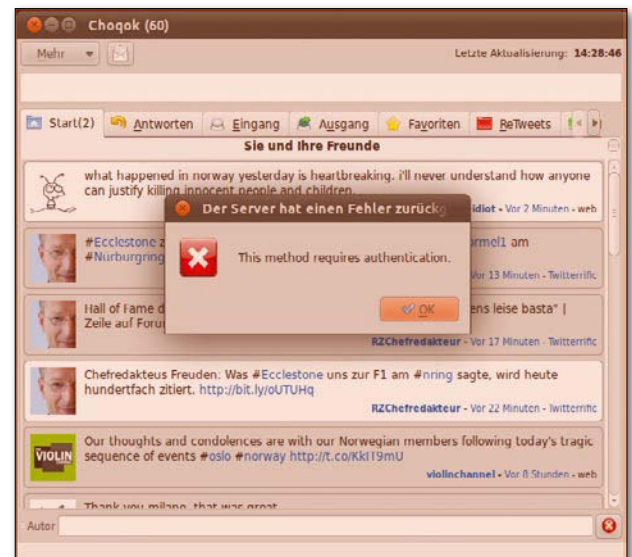 Choqok (60)
Mehr
Letzte Aktualisierung: 14:28:46
Start(2) Antworten Eingang Ausgang Favoriten ReTweets
Sie und Ihre Freunde
what happened in norway yesterday is heartbreaking. i'll never understand how anyone
can justify killing innocent people and children.
idiot - Vor 2 Minuten - web
Der Server hat einen Fehler zurückg
This method requires authentication.
OK
#Ecclestone z
rmel1 am
#Nürburgring
Vor 13 Minuten - Twitterrific
Hall of Fame d
ens leise basta" |
Zeile auf Foru
RZChefredakteur - Vor 17 Minuten - Twitterrific
Chefredakteus Freuden: Was #Ecclestone uns zur F1 am #nring sagte, wird heute
hundertfach zitiert. http://bit.ly/oUTUHq
RZChefredakteur - Vor 22 Minuten - Twitterrific
VIOLIN
Our thoughts and condolences are with our Norwegian members following today's tragic
sequence of events #oslo #norway http://t.co/KkIT9mU
violinchannel - Vor 8 Stunden - web
Thank you milano, that was great
Autor